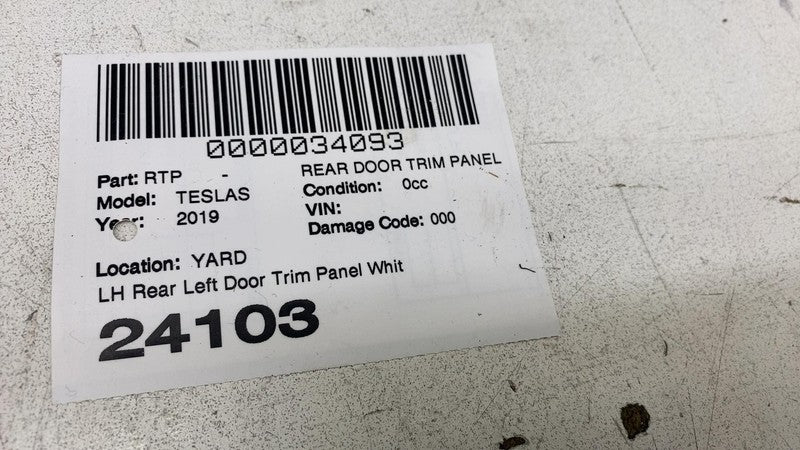 0000034093
Part: RTP - REAR DOOR TRIM PANEL
Model: TESLAS Condition: 0cc
Year: 2019 VIN:
Damage Code: 000
Location: YARD
LH Rear Left Door Trim Panel Whit
24103